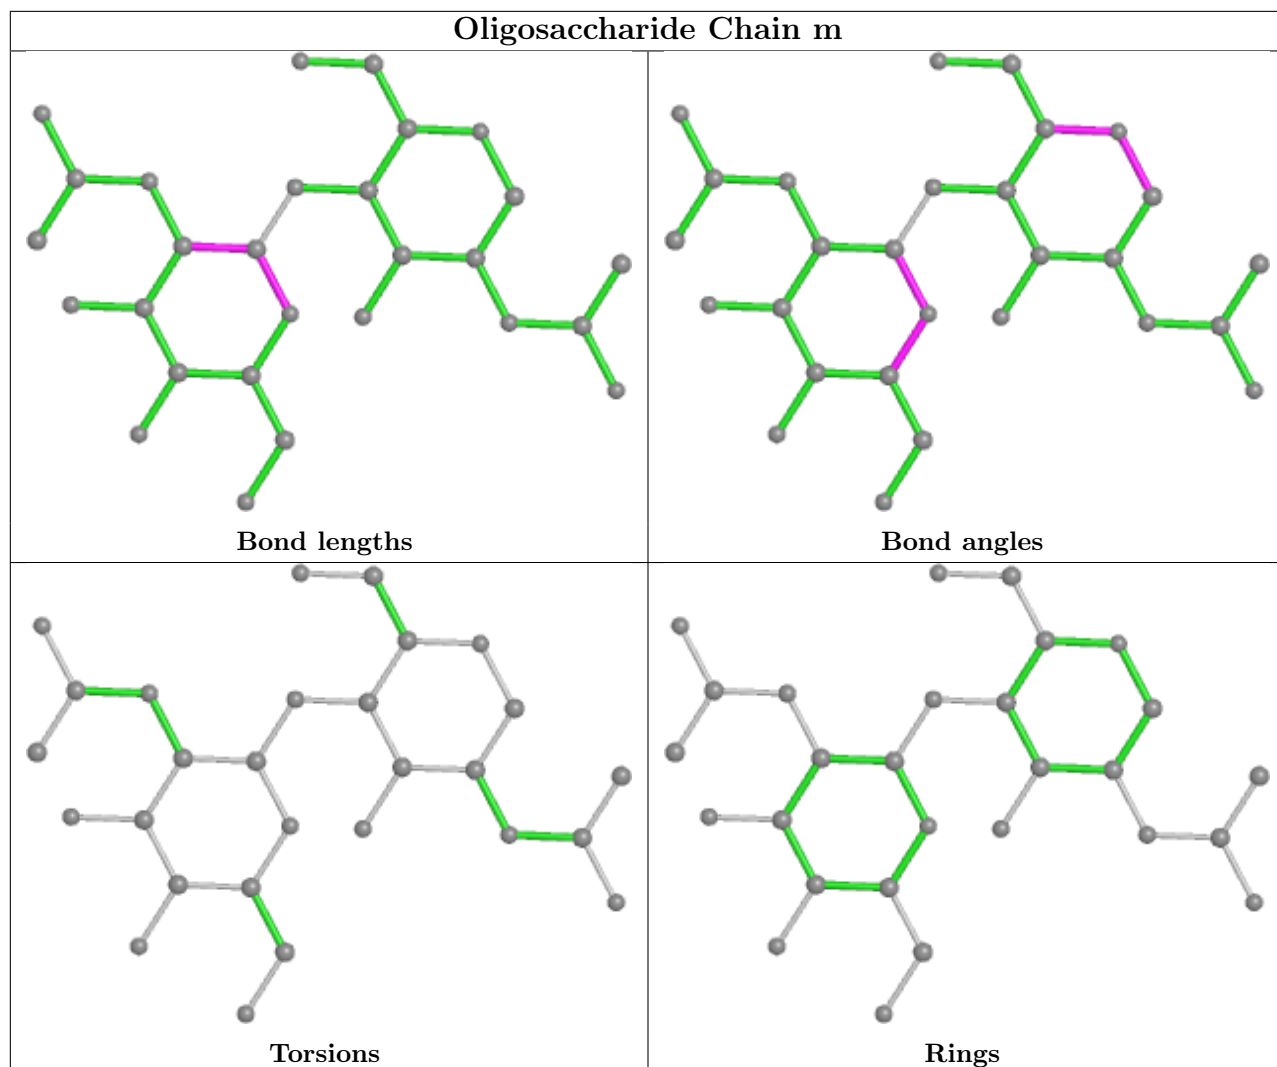 Oligosaccharide Chain m
Bond lengths
Bond angles
Torsions
Rings